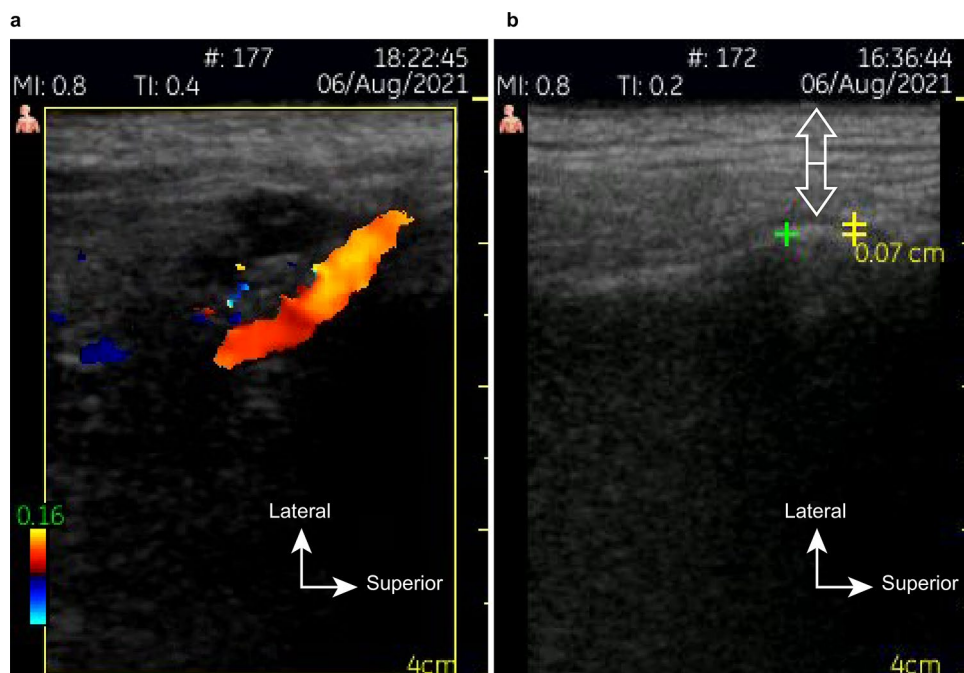 a
#: 177 18:22:45
MI: 0.8 TI: 0.4 06/Aug/2021
0.16
Lateral
Superior
4cm
b
#: 172 16:36:44
MI: 0.8 TI: 0.2 06/Aug/2021
0.07 cm
Lateral
Superior
4cm